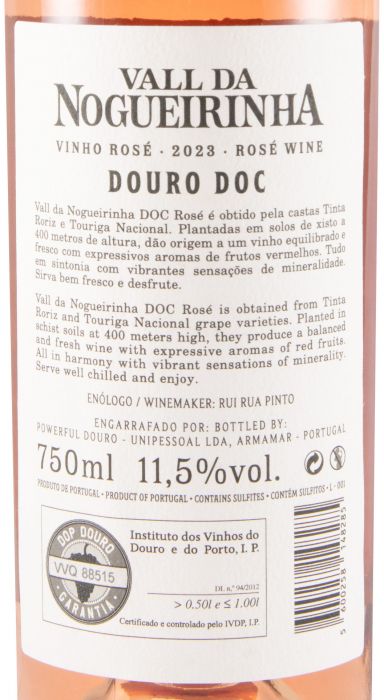 VALL DA
NOGUEIRINHA
VINHO ROSÉ · 2023 · ROSÉ WINE
DOURO DOC
Vall da Nogueirinha DOC Rosé é obtido pela castas Tinta
Roriz e Touriga Nacional. Plantadas em solos de xisto a
400 metros de altura, dão origem a um vinho equilibrado e
fresco com expressivos aromas de frutos vermelhos. Tudo
em sintonia com vibrantes sensações de mineralidade.
Sirva bem fresco e desfrute.
Vall da Nogueirinha DOC Rosé is obtained from Tinta
Roriz and Touriga Nacional grape varieties. Planted in
schist soils at 400 meters high, they produce a balanced
and fresh wine with expressive aromas of red fruits.
All in harmony with vibrant sensations of minerality.
Serve well chilled and enjoy.
ENÓLOGO / WINEMAKER: RUI RUA PINTO
ENGARRAFADO POR: BOTTLED BY:
POWERFUL DOURO - UNIPESSOAL LDA, ARMAMAR - PORTUGAL
750ml 11,5%vol.
PRODUTO DE PORTUGAL · PRODUCT OF PORTUGAL · CONTAINS SULFITES · CONTÉM SULFITOS · L - 001
DOP DOURO
VVQ 88515
GARANTIA
Instituto dos Vinhos do
Douro e do Porto, I. P.
DL n.º 94/2012
> 0.50l e ≤ 1.00l
Certificado e controlado pelo IVDP, I.P.
5 600258 148285